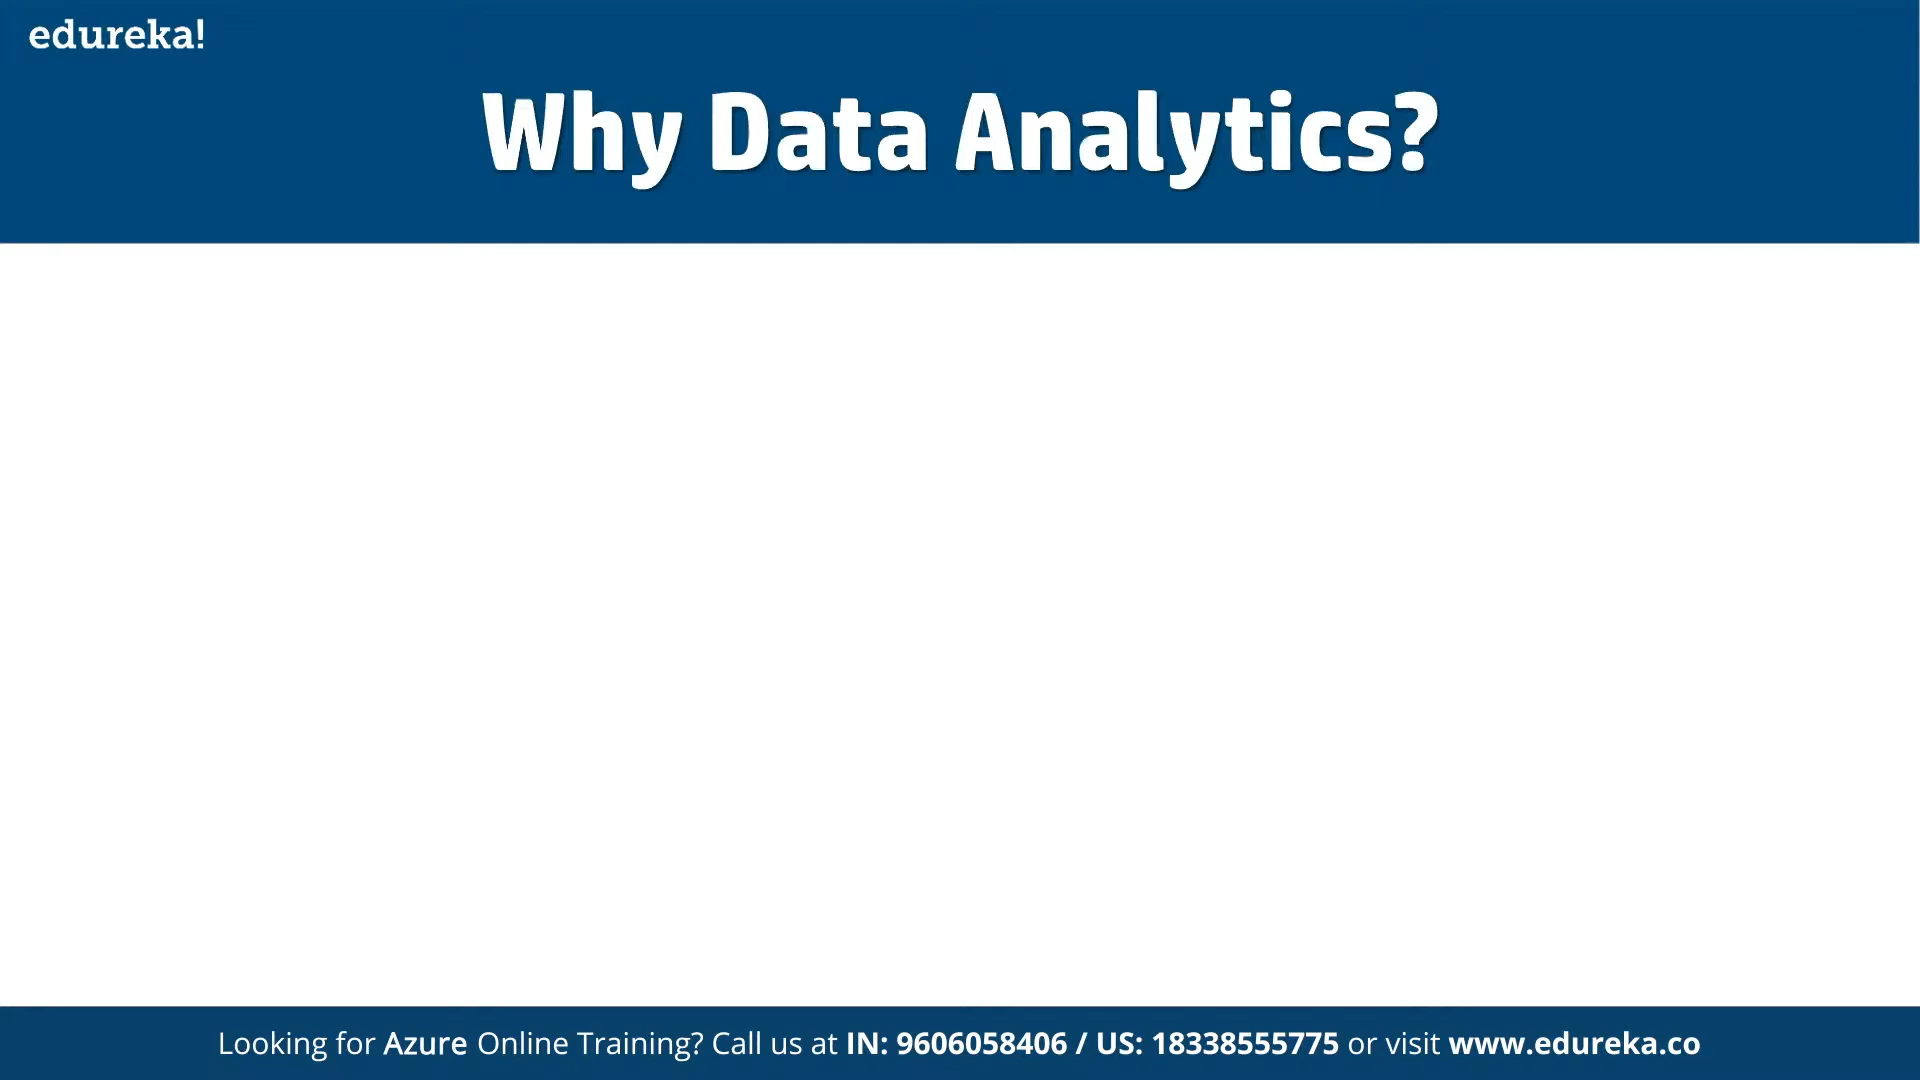 edureka!
Why Data Analytics?
Looking for Azure Online Training? Call us at IN: 9606058406 / US: 18338555775 or visit www.edureka.co